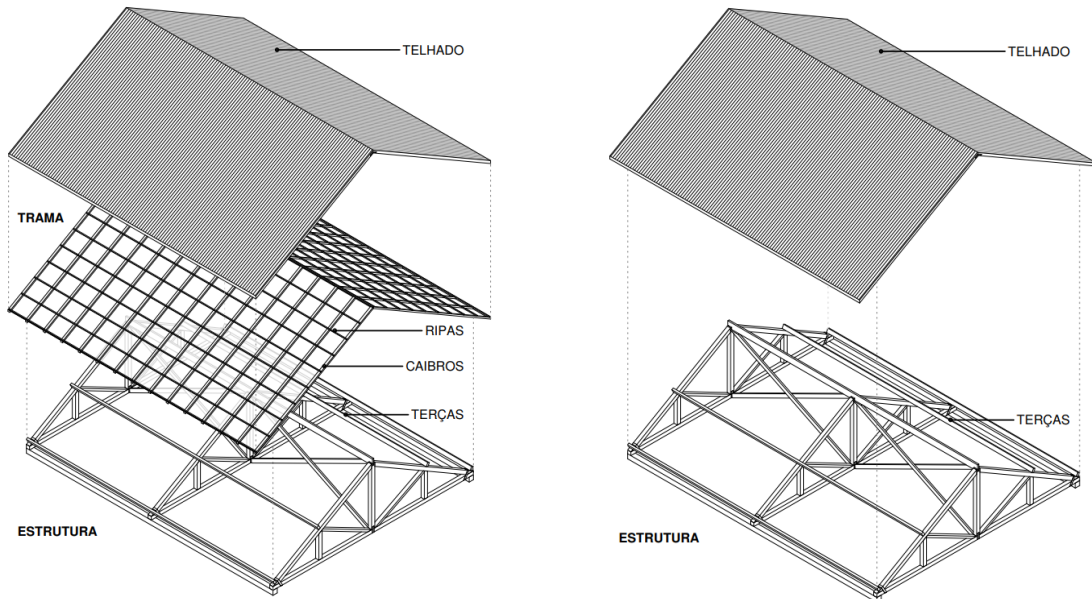 TELHADO
TRAMA
RIPAS
CAIBROS
TERÇAS
ESTRUTURA
TELHADO
TERÇAS
ESTRUTURA